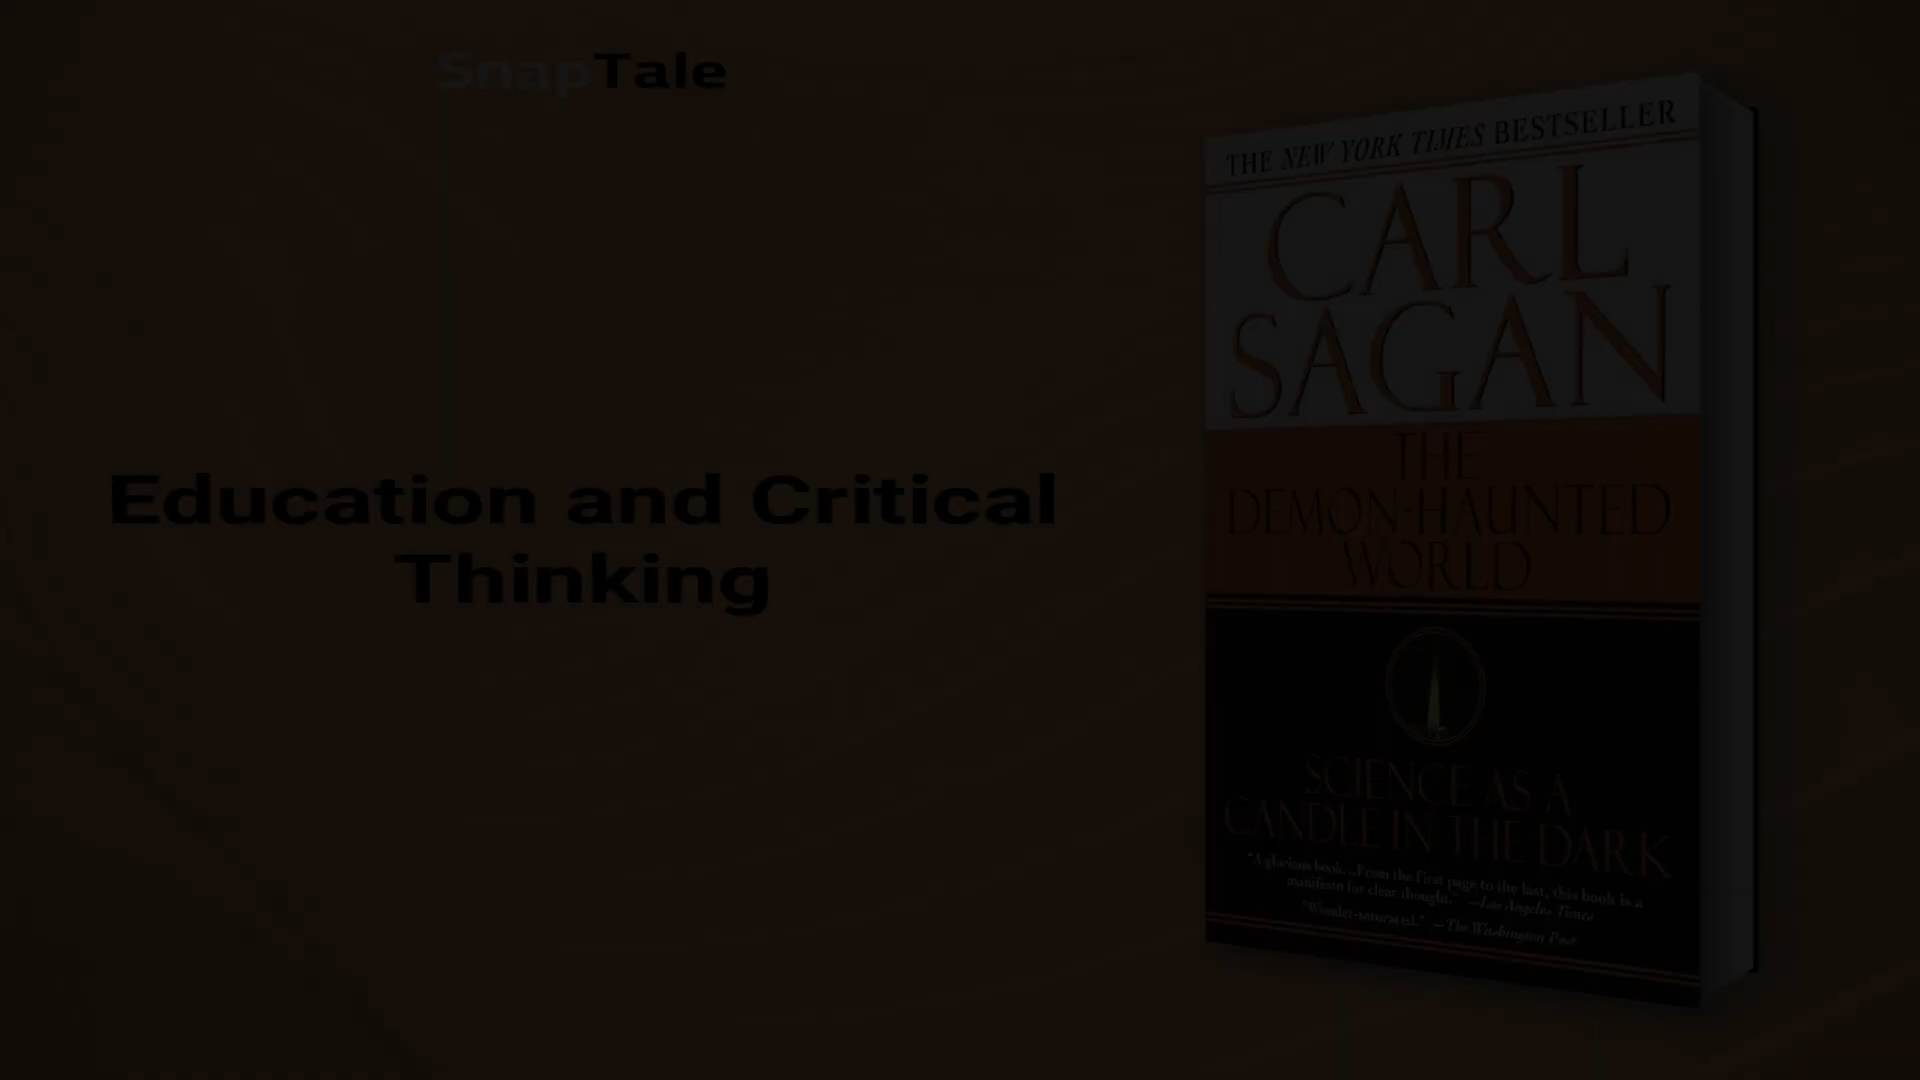 SnapTale
Education and Critical
Thinking
THE NEW YORK TIMES BESTSELLER
CARL
SAGAN
THE
DEMON-HAUNTED
WORLD
SCIENCE AS A
CANDLE IN THE DARK
"A glorious book...From the first page to the last, this book is a
manifesto for clear thought." —Los Angeles Times
"Wonder-saturated." —The Washington Post